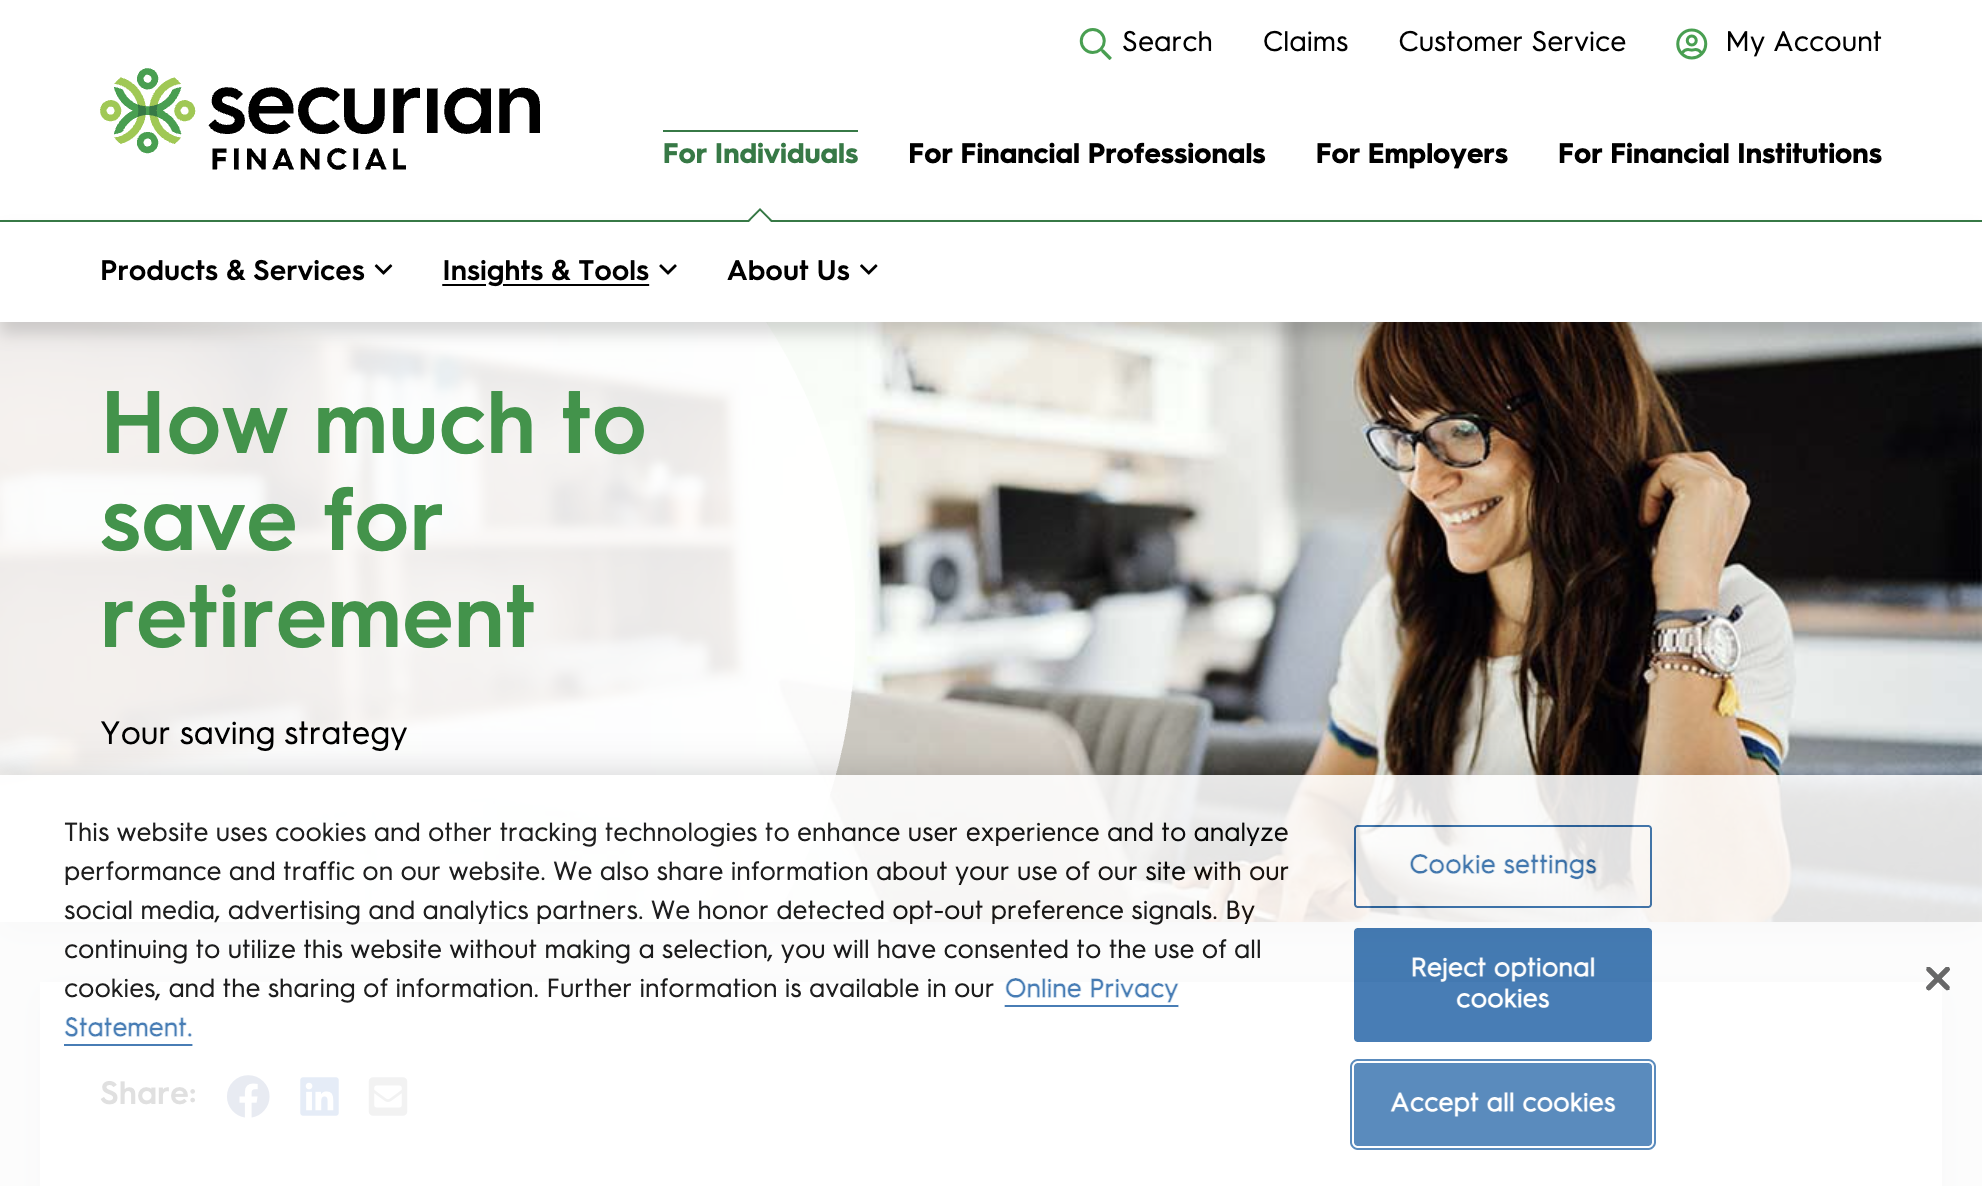 Search Claims Customer Service My Account
securian
FINANCIAL
For Individuals For Financial Professionals For Employers For Financial Institutions
Products & Services Insights & Tools About Us
How much to
save for
retirement
Your saving strategy
This website uses cookies and other tracking technologies to enhance user experience and to analyze
performance and traffic on our website. We also share information about your use of our site with our
social media, advertising and analytics partners. We honor detected opt-out preference signals. By
continuing to utilize this website without making a selection, you will have consented to the use of all
cookies, and the sharing of information. Further information is available in our Online Privacy
Statement.
Cookie settings
Reject optional
cookies
Accept all cookies
Share: